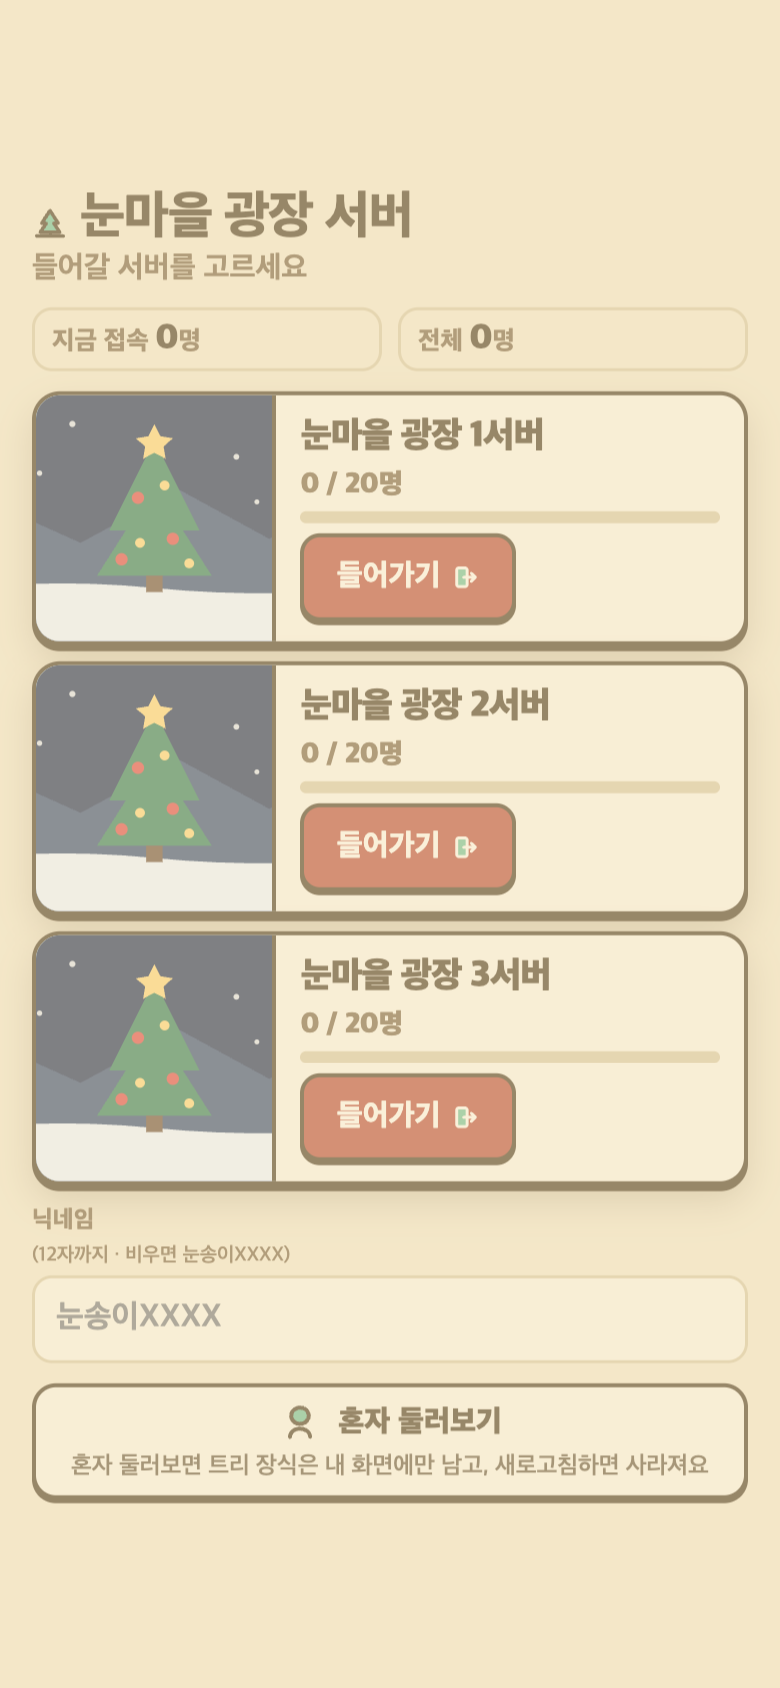 눈마을 광장 서버
들어갈 서버를 고르세요
지금 접속 0명
전체 0명
눈마을 광장 1서버
0 / 20명
들어가기
눈마을 광장 2서버
0 / 20명
들어가기
눈마을 광장 3서버
0 / 20명
들어가기
닉네임
(12자까지 · 비우면 눈송이XXXX)
눈송이XXXX
혼자 둘러보기
혼자 둘러보면 트리 장식은 내 화면에만 남고, 새로고침하면 사라져요